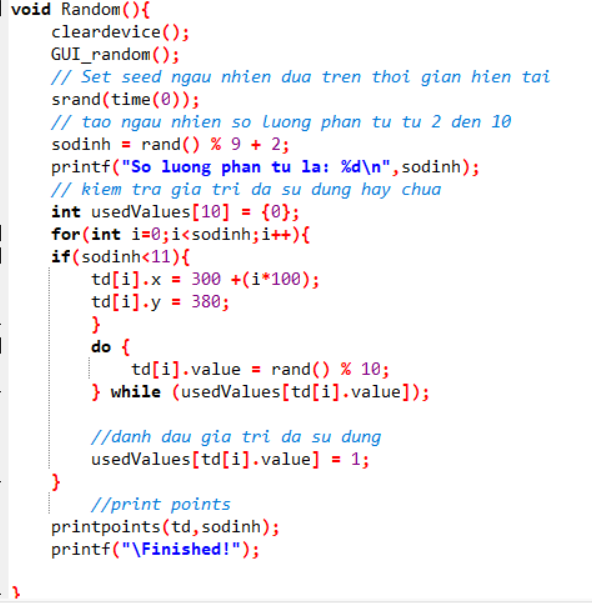 void Random(){
    cleardevice();
    GUI_random();
    // Set seed ngau nhien dua tren thoi gian hien tai
    srand(time(0));
    // tao ngau nhien so luong phan tu tu 2 den 10
    sodinh = rand() % 9 + 2;
    printf("So luong phan tu la: %d\n",sodinh);
    // kiem tra gia tri da su dung hay chua
    int usedValues[10] = {0};
    for(int i=0;i<sodinh;i++){
    if(sodinh<11){
        td[i].x = 300 +(i*100);
        td[i].y = 380;
        }
        do {
            td[i].value = rand() % 10;
        } while (usedValues[td[i].value]);
        //danh dau gia tri da su dung
        usedValues[td[i].value] = 1;
    }
        //print points
    printpoints(td,sodinh);
    printf("\Finished!");
}